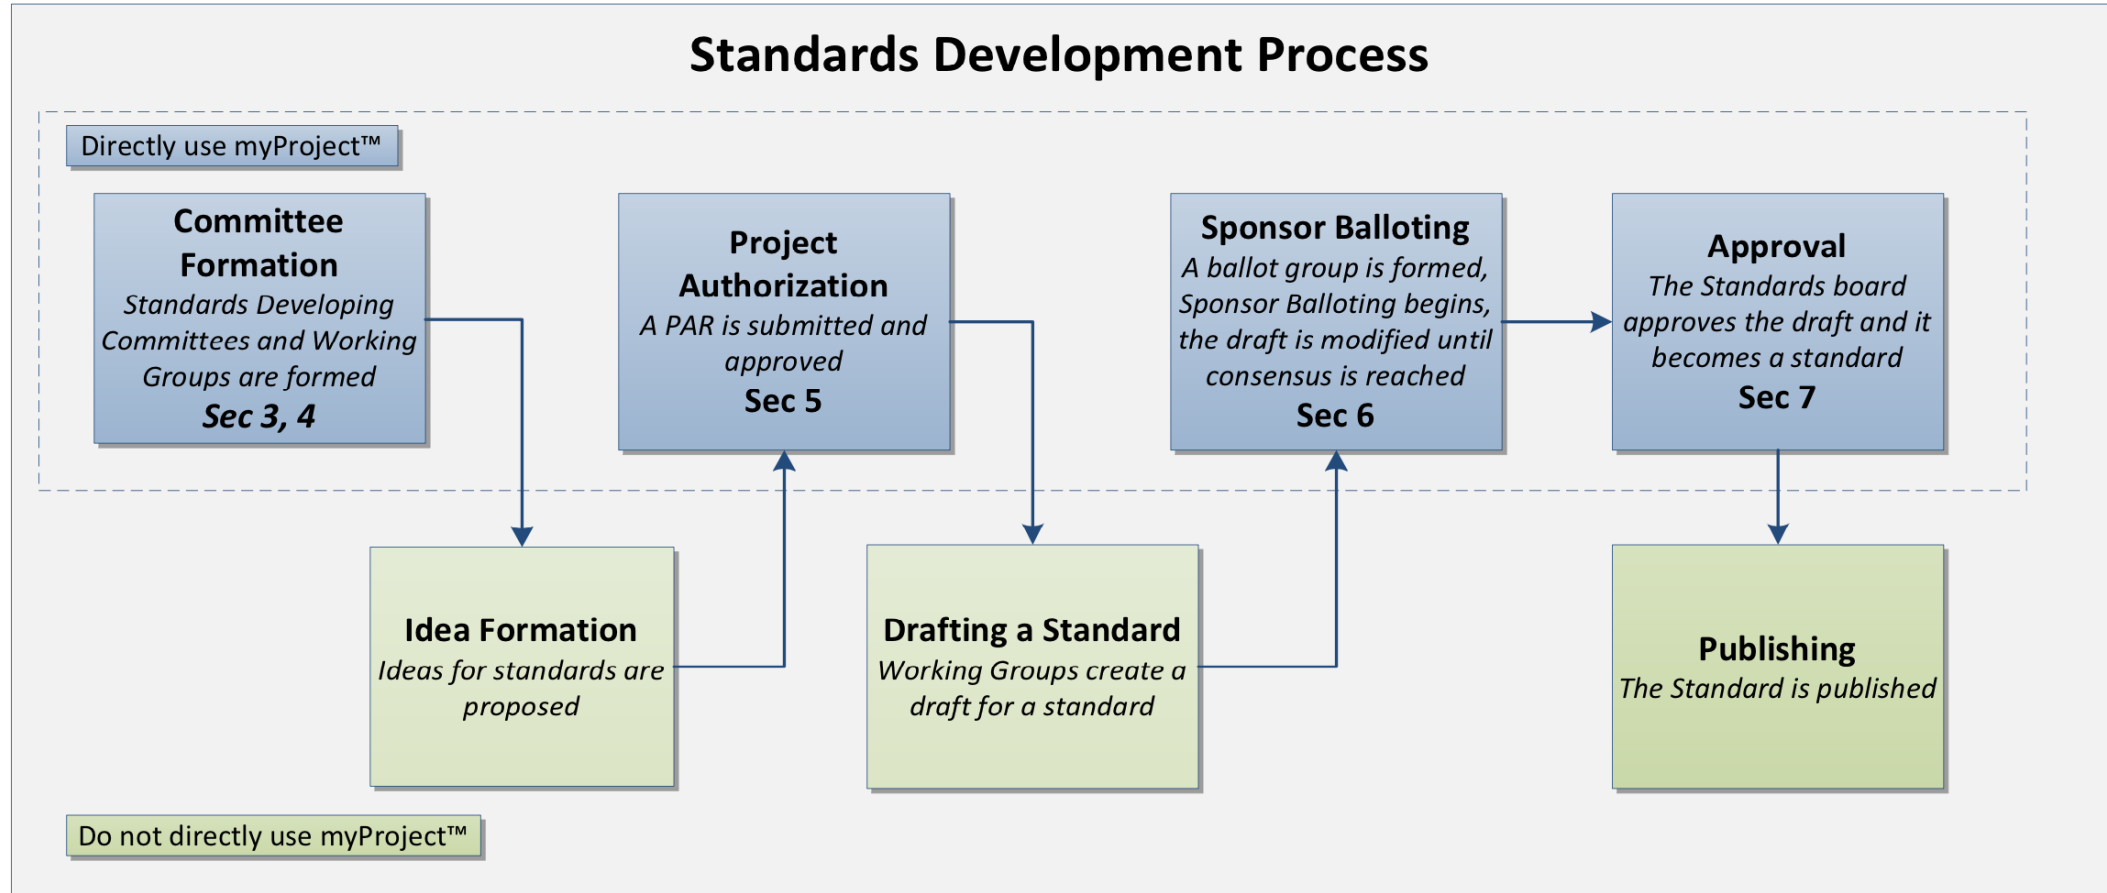 Standards Development Process
Directly use myProject™
Committee
Formation
Standards Developing
Committees and Working
Groups are formed
Sec 3, 4
Project
Authorization
A PAR is submitted and
approved
Sec 5
Sponsor Balloting
A ballot group is formed,
Sponsor Balloting begins,
the draft is modified until
consensus is reached
Sec 6
Approval
The Standards board
approves the draft and it
becomes a standard
Sec 7
Idea Formation
Ideas for standards are
proposed
Drafting a Standard
Working Groups create a
draft for a standard
Publishing
The Standard is published
Do not directly use myProject™